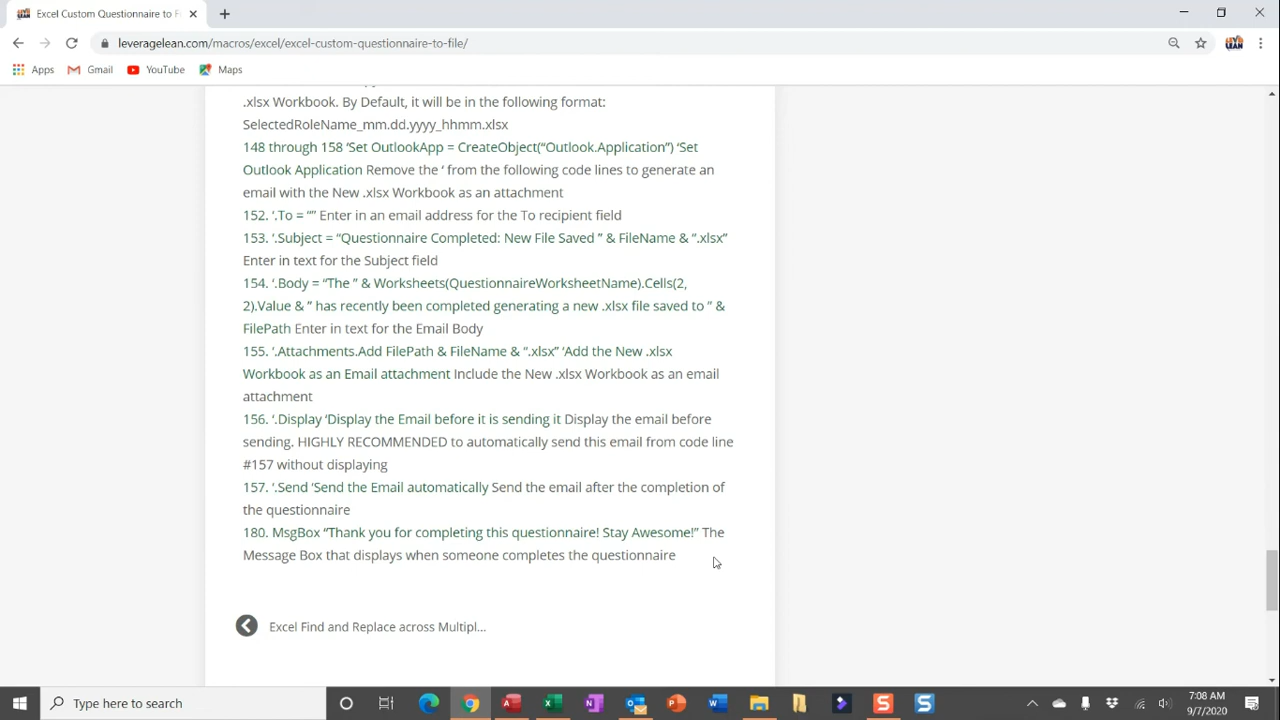 Excel Custom Questionnaire to F
leveragelean.com/macros/excel/excel-custom-questionnaire-to-file/
Apps Gmail YouTube Maps
.xlsx Workbook. By Default, it will be in the following format:
SelectedRoleName_mm.dd.yyyy_hhmm.xlsx
148 through 158 ‘Set OutlookApp = CreateObject(“Outlook.Application”) ‘Set
Outlook Application Remove the ‘ from the following code lines to generate an
email with the New .xlsx Workbook as an attachment
152. ‘.To = “” Enter in an email address for the To recipient field
153. ‘.Subject = “Questionnaire Completed: New File Saved ” & FileName & “.xlsx”
Enter in text for the Subject field
154. ‘.Body = “The ” & Worksheets(QuestionnaireWorksheetName).Cells(2,
2).Value & ” has recently been completed generating a new .xlsx file saved to ” &
FilePath Enter in text for the Email Body
155. ‘.Attachments.Add FilePath & FileName & “.xlsx” ‘Add the New .xlsx
Workbook as an Email attachment Include the New .xlsx Workbook as an email
attachment
156. ‘.Display ‘Display the Email before it is sending it Display the email before
sending. HIGHLY RECOMMENDED to automatically send this email from code line
#157 without displaying
157. ‘.Send ‘Send the Email automatically Send the email after the completion of
the questionnaire
180. MsgBox “Thank you for completing this questionnaire! Stay Awesome!” The
Message Box that displays when someone completes the questionnaire
Excel Find and Replace across Multipl...
Type here to search
7:08 AM
9/7/2020